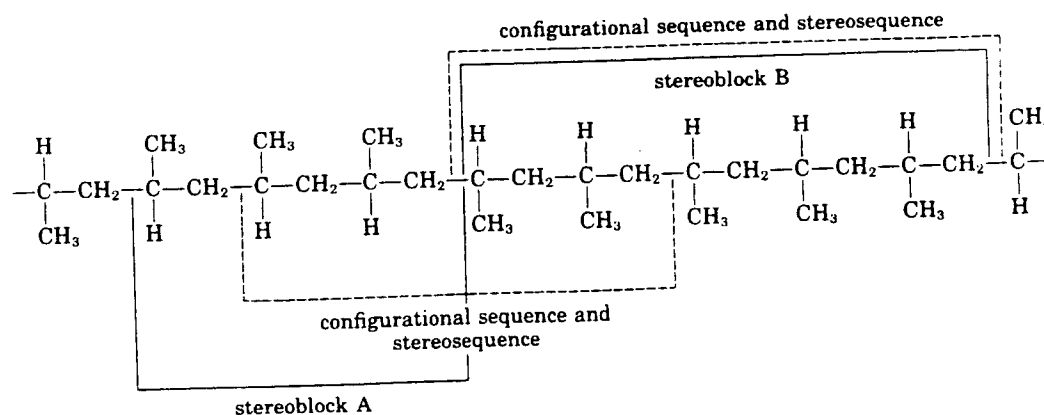 configurational sequence and stereosequence
stereoblock B
H CH₃ CH₃ CH₃ H H H H H CH₃
—C—CH₂—C—CH₂—C—CH₂—C—CH₂—C—CH₂—C—CH₂—C—CH₂—C—CH₂—C—CH₂—C—
CH₃ H H H CH₃ CH₃ CH₃ CH₃ CH₃ H
configurational sequence and
stereosequence
stereoblock A